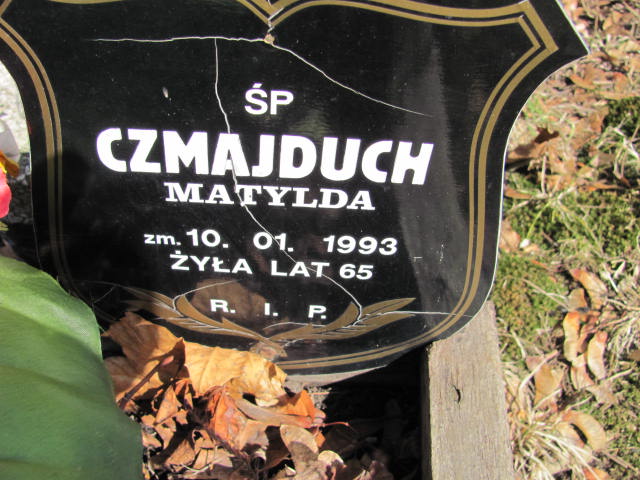 ŚP
CZMAJDUCH
MATYLDA
zm. 10. 01. 1993
ŻYŁA LAT 65
R. I. P.